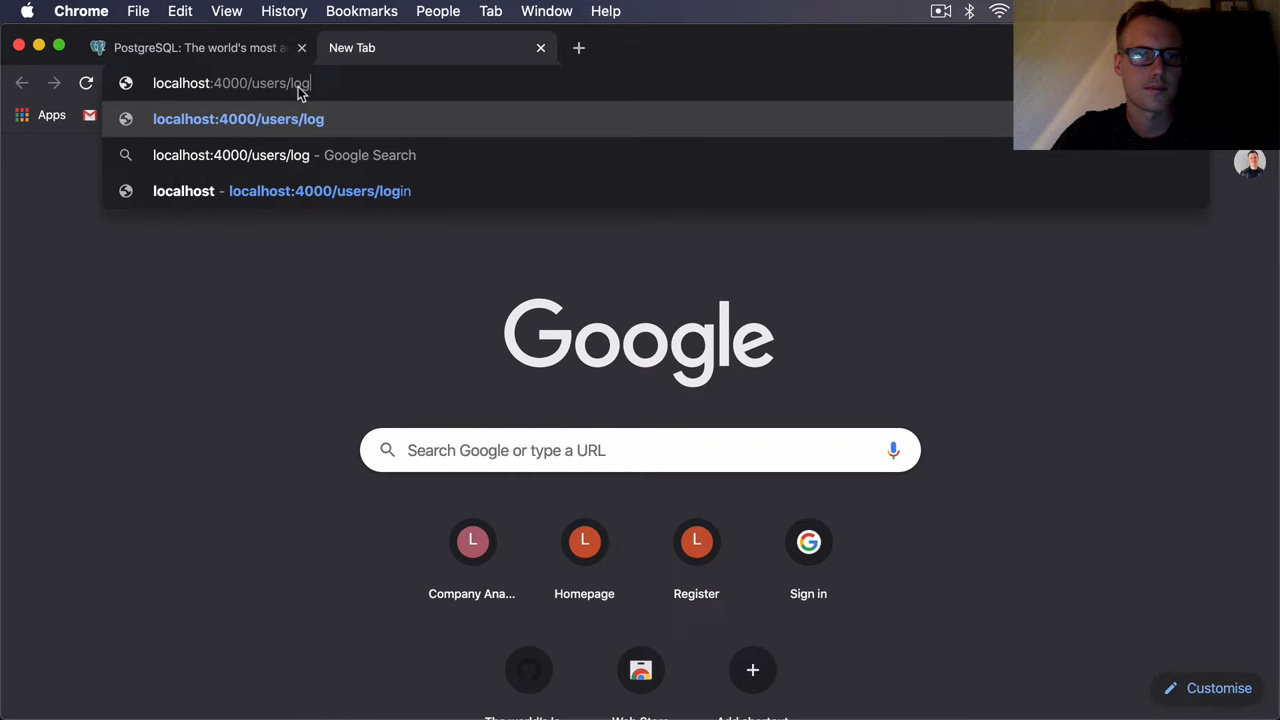 Chrome File Edit View History Bookmarks People Tab Window Help
PostgreSQL: The world's most a
New Tab
localhost:4000/users/log
Apps
localhost:4000/users/log
localhost:4000/users/log - Google Search
localhost - localhost:4000/users/login
Google
Search Google or type a URL
L L L G
Company Ana... Homepage Register Sign in
Customise